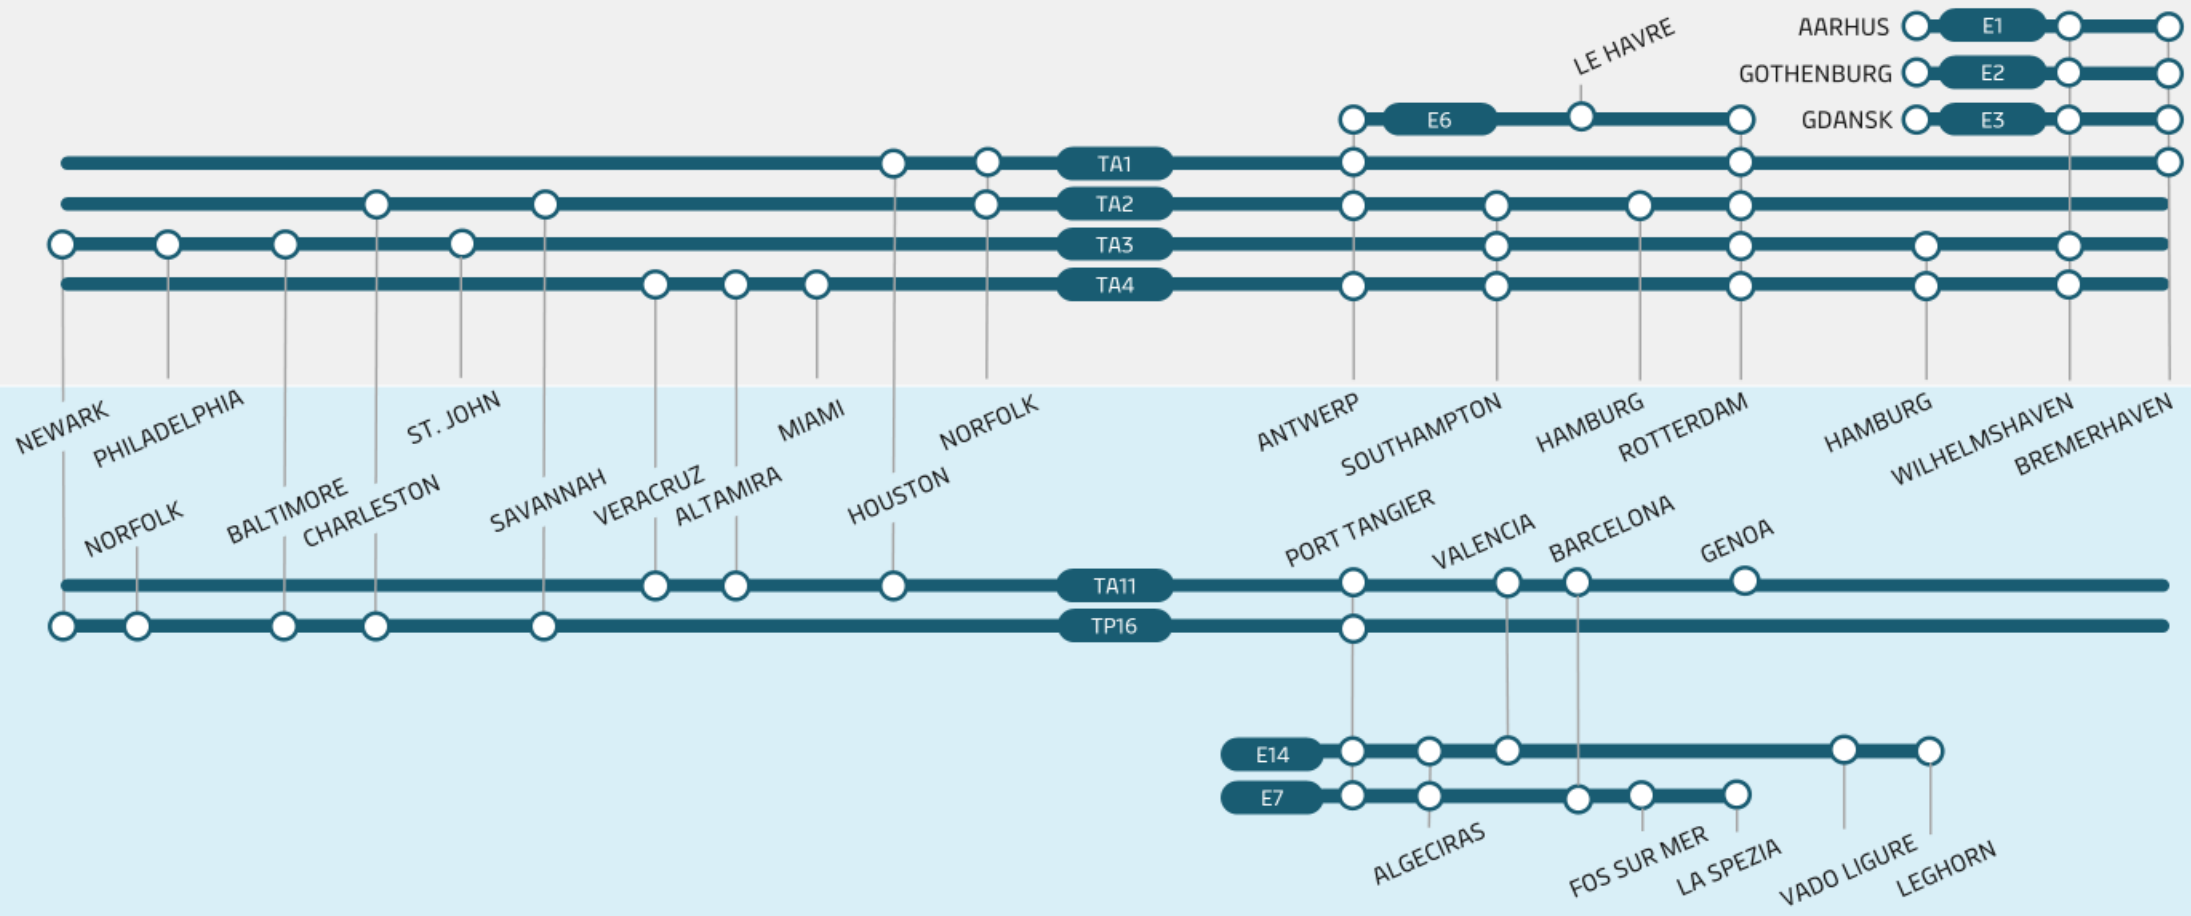 LE HAVRE
AARHUS E1
GOTHENBURG E2
E6
GDANSK E3
TA1
TA2
TA3
TA4
NEWARK
PHILADELPHIA
ST. JOHN
MIAMI
NORFOLK
ANTWERP
SOUTHAMPTON
HAMBURG
ROTTERDAM
HAMBURG
WILHELMSHAVEN
BREMERHAVEN
NORFOLK
BALTIMORE
CHARLESTON
SAVANNAH
VERACRUZ
ALTAMIRA
HOUSTON
PORT TANGIER
VALENCIA
BARCELONA
GENOA
TA11
TP16
E14
E7
ALGECIRAS
FOS SUR MER
LA SPEZIA
VADO LIGURE
LEGHORN